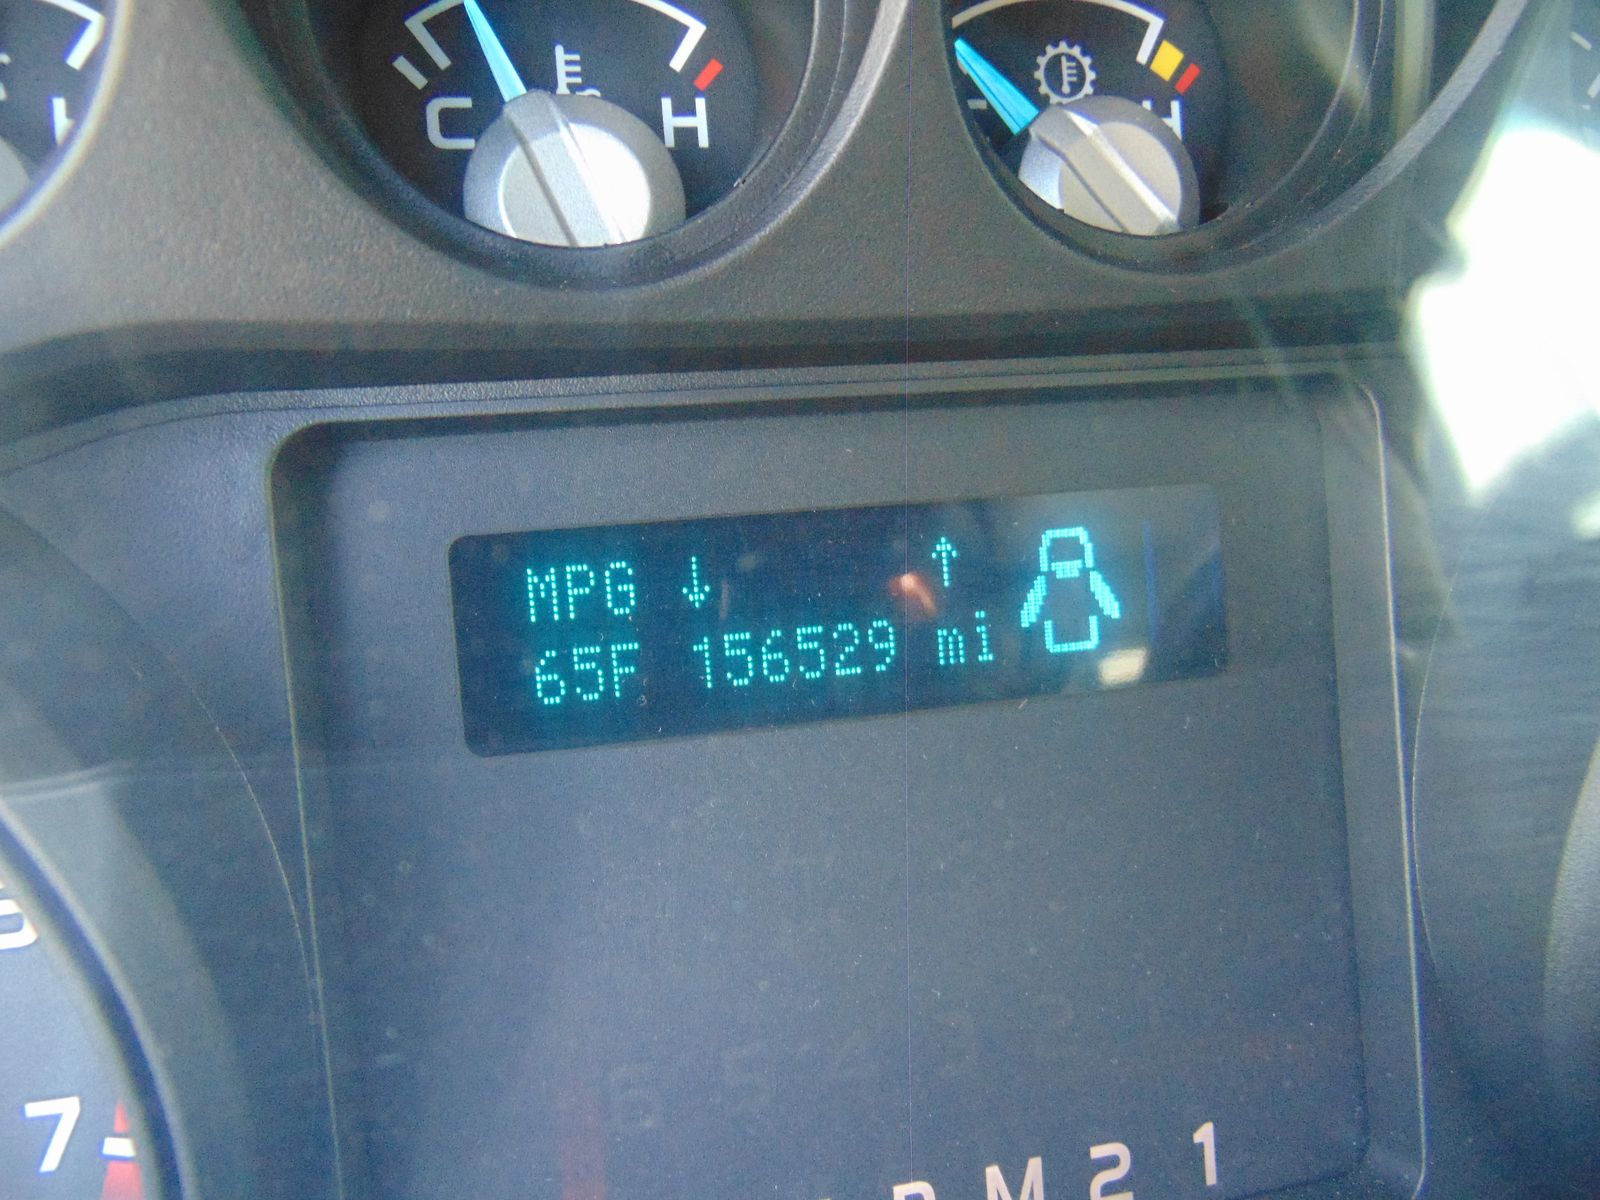 C H
H
MPG ↓ ↑
65F 156529 mi
7
M 2 1